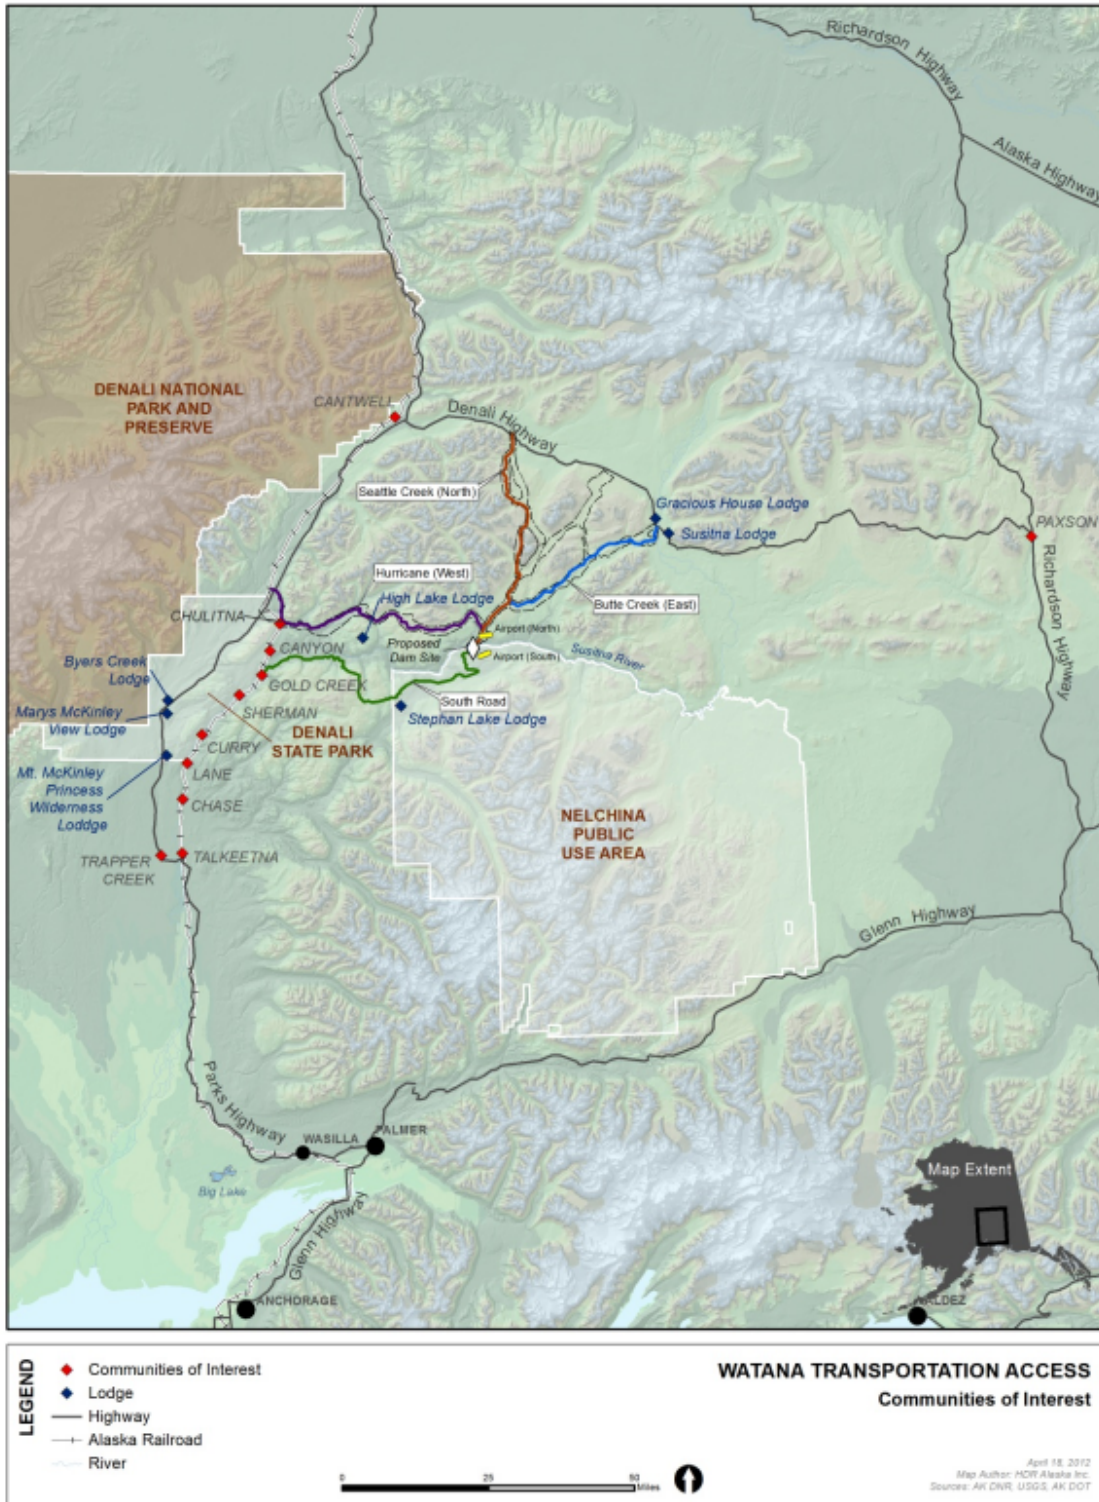 Richardson Highway
Alaska Highway
DENALI NATIONAL
PARK AND
PRESERVE
CANTWELL
Denali Highway
Seattle Creek (North)
Gracious House Lodge
Susitna Lodge
PAXSON
Richardson Highway
Hurricane (West)
High Lake Lodge
Butte Creek (East)
CHULITNA
Airport (North)
Proposed
Dam Site
Airport (South)
Susitna River
CANYON
Byers Creek
Lodge
GOLD CREEK
South Road
Marys McKinley
View Lodge
SHERMAN
Stephan Lake Lodge
DENALI
STATE PARK
CURRY
LANE
Mt. McKinley
Princess
Wilderness
Loddge
CHASE
NELCHINA
PUBLIC
USE AREA
TRAPPER
CREEK
TALKEETNA
Glenn Highway
Parks Highway
WASILLA
PALMER
Big Lake
Glenn Highway
ANCHORAGE
Map Extent
VALDEZ
LEGEND
Communities of Interest
Lodge
Highway
Alaska Railroad
River
WATANA TRANSPORTATION ACCESS
Communities of Interest
0 25 50
Miles
April 18, 2012
Map Author: HDR Alaska Inc.
Sources: AK DNR, USGS, AK DOT